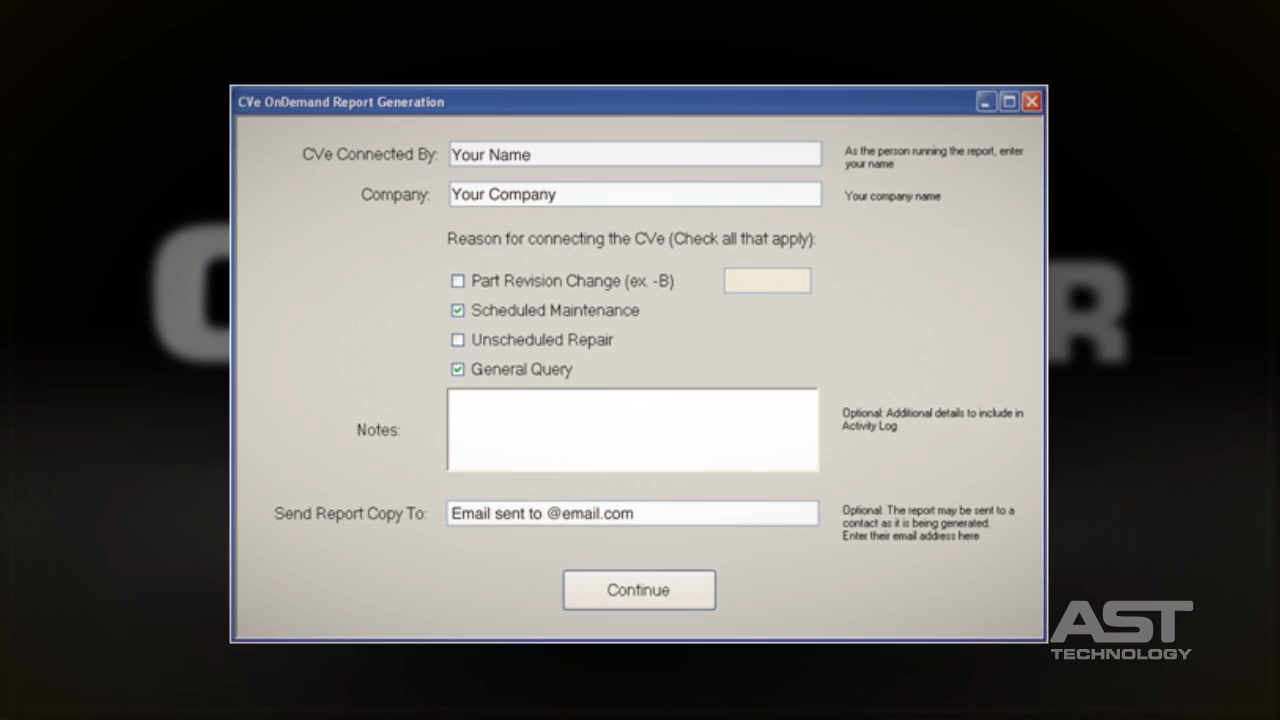 CVe OnDemand Report Generation
CVe Connected By: Your Name
As the person running the report, enter
your name
Company: Your Company
Your company name
Reason for connecting the CVe (Check all that apply):
Part Revision Change (ex. -B)
Scheduled Maintenance
Unscheduled Repair
General Query
Notes:
Optional: Additional details to include in
Activity Log
Send Report Copy To: Email sent to @email.com
Optional: The report may be sent to a
contact as it is being generated.
Enter their email address here
Continue
AST
TECHNOLOGY